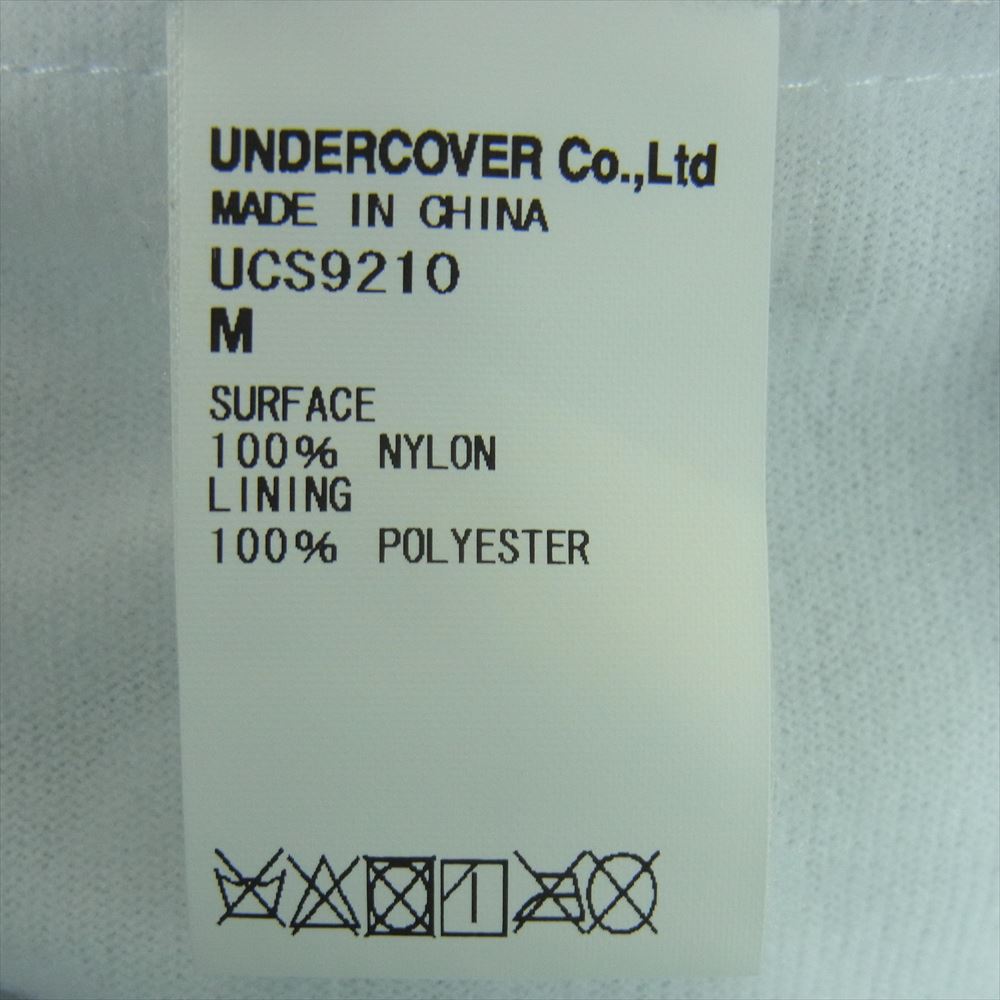 UNDERCOVER Co.,Ltd
MADE IN CHINA
UCS9210
M
SURFACE
100% NYLON
LINING
100% POLYESTER